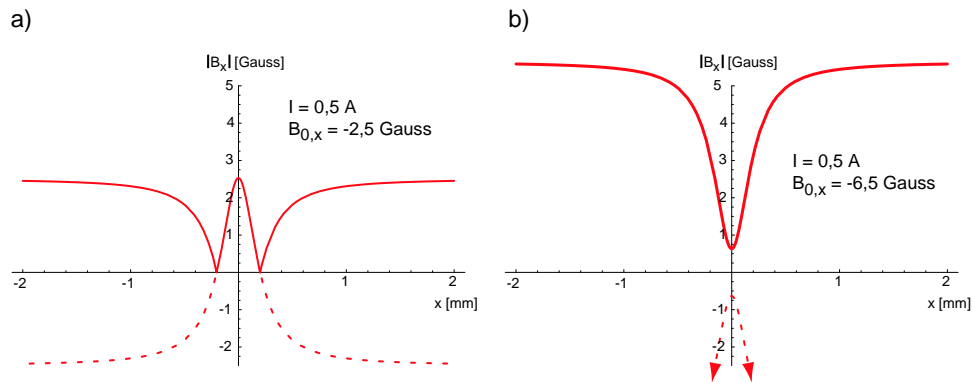 a)
|Bx| [Gauss]
5
4
3
2
1
-1
-2
-2
-1
1
2
x [mm]
I = 0,5 A
B0,x = -2,5 Gauss
b)
|Bx| [Gauss]
5
4
3
2
1
-1
-2
-2
-1
1
2
x [mm]
I = 0,5 A
B0,x = -6,5 Gauss